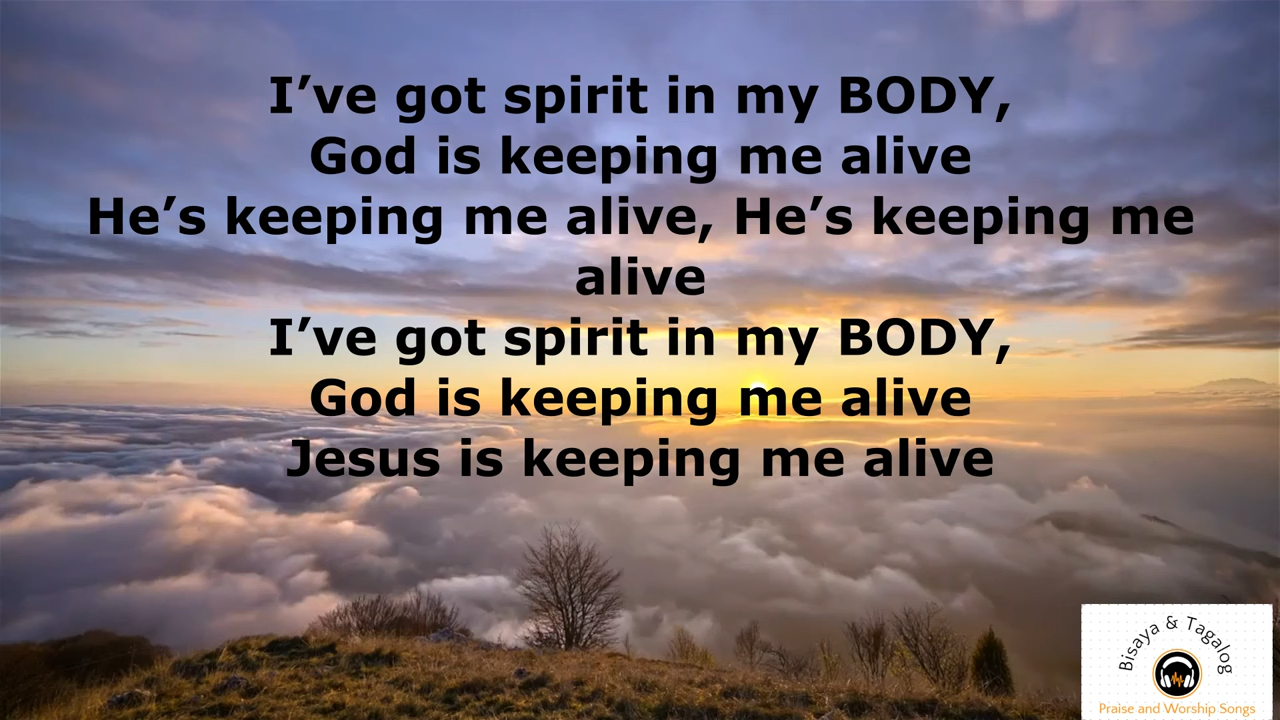 I’ve got spirit in my BODY,
God is keeping me alive
He’s keeping me alive, He’s keeping me
alive
I’ve got spirit in my BODY,
God is keeping me alive
Jesus is keeping me alive
Bisaya & Tagalog
Praise and Worship Songs